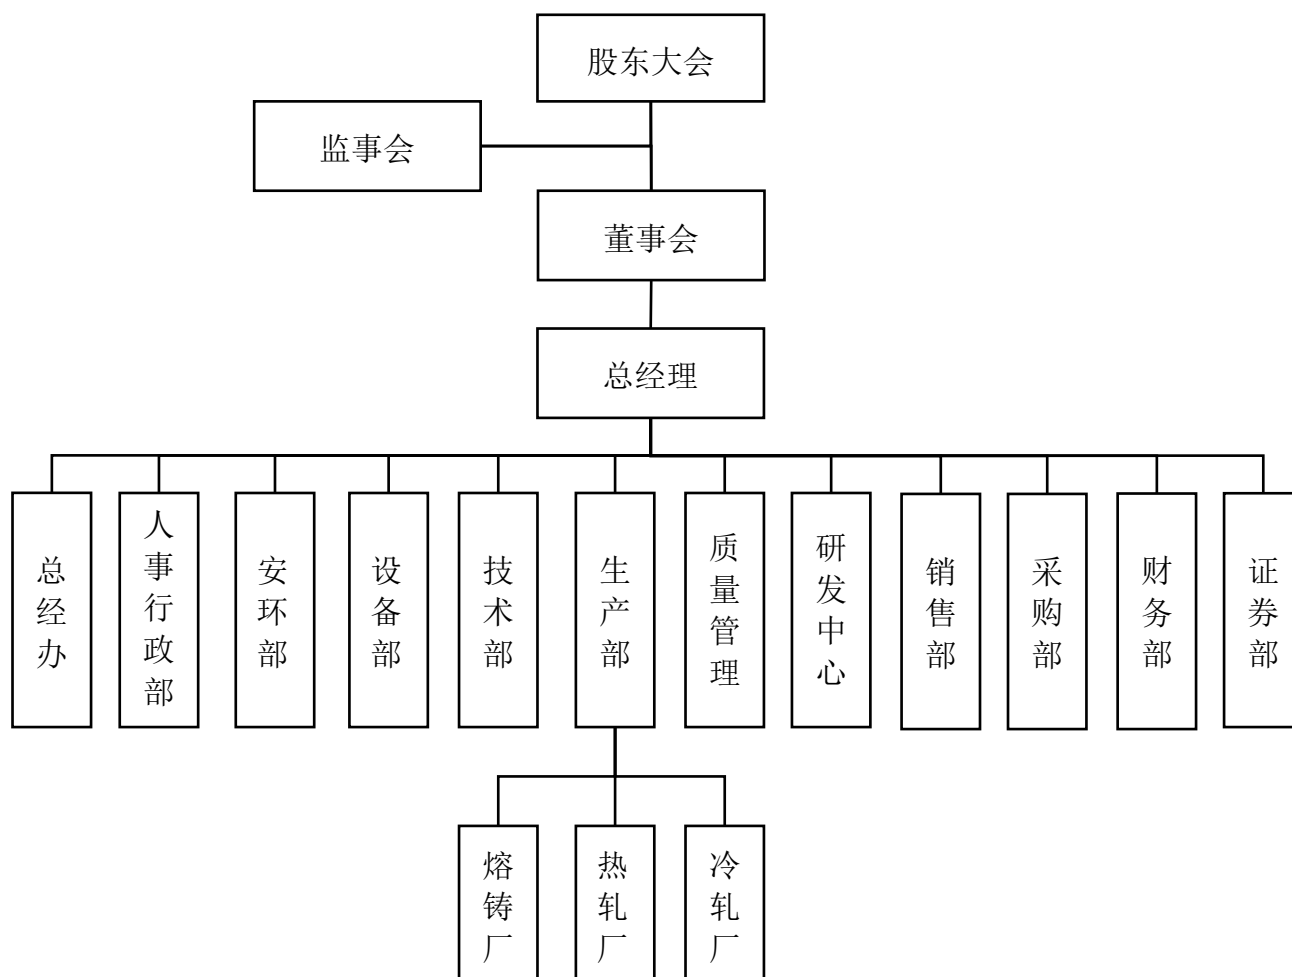 股东大会
监事会
董事会
总经理
总经办
人事行政部
安环部
设备部
技术部
生产部
质量管理
研发中心
销售部
采购部
财务部
证券部
熔铸厂
热轧厂
冷轧厂